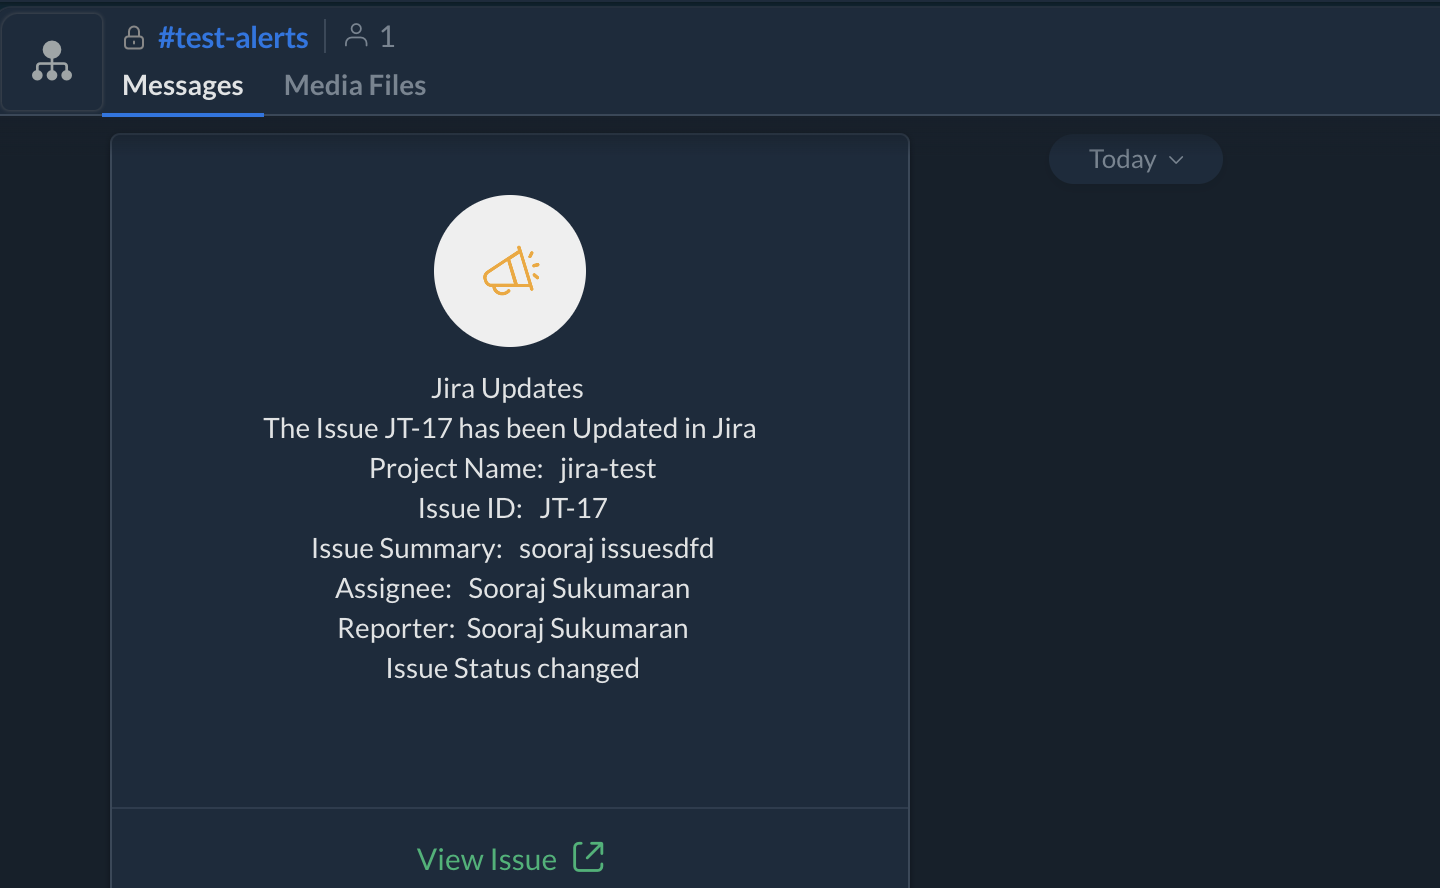 #test-alerts 1
Messages Media Files
Today
Jira Updates
The Issue JT-17 has been Updated in Jira
Project Name: jira-test
Issue ID: JT-17
Issue Summary: sooraj issuesdfd
Assignee: Sooraj Sukumaran
Reporter: Sooraj Sukumaran
Issue Status changed
View Issue